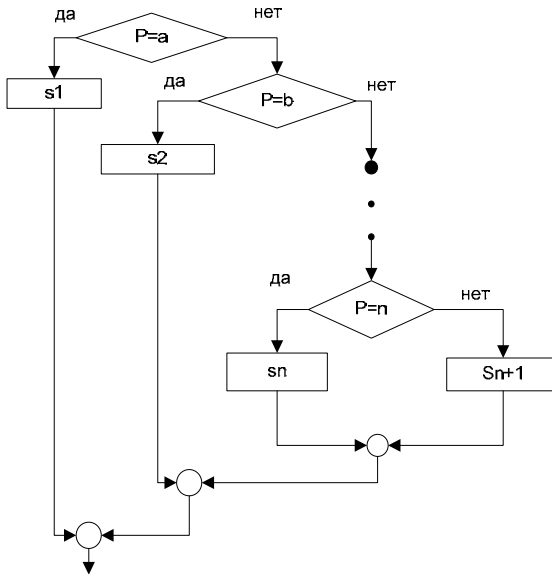 да
P=a
нет
s1
да
P=b
нет
s2
да
P=n
нет
sn
Sn+1